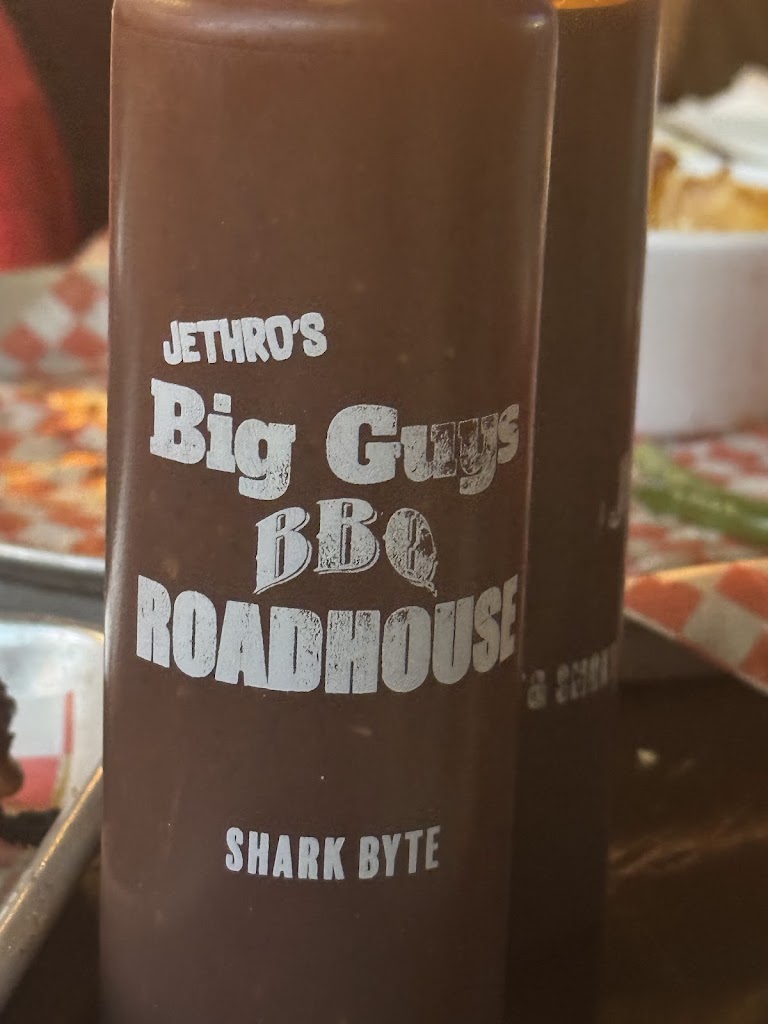 JETHRO'S
Big Guys
BBQ
ROADHOUSE
SHARK BYTE